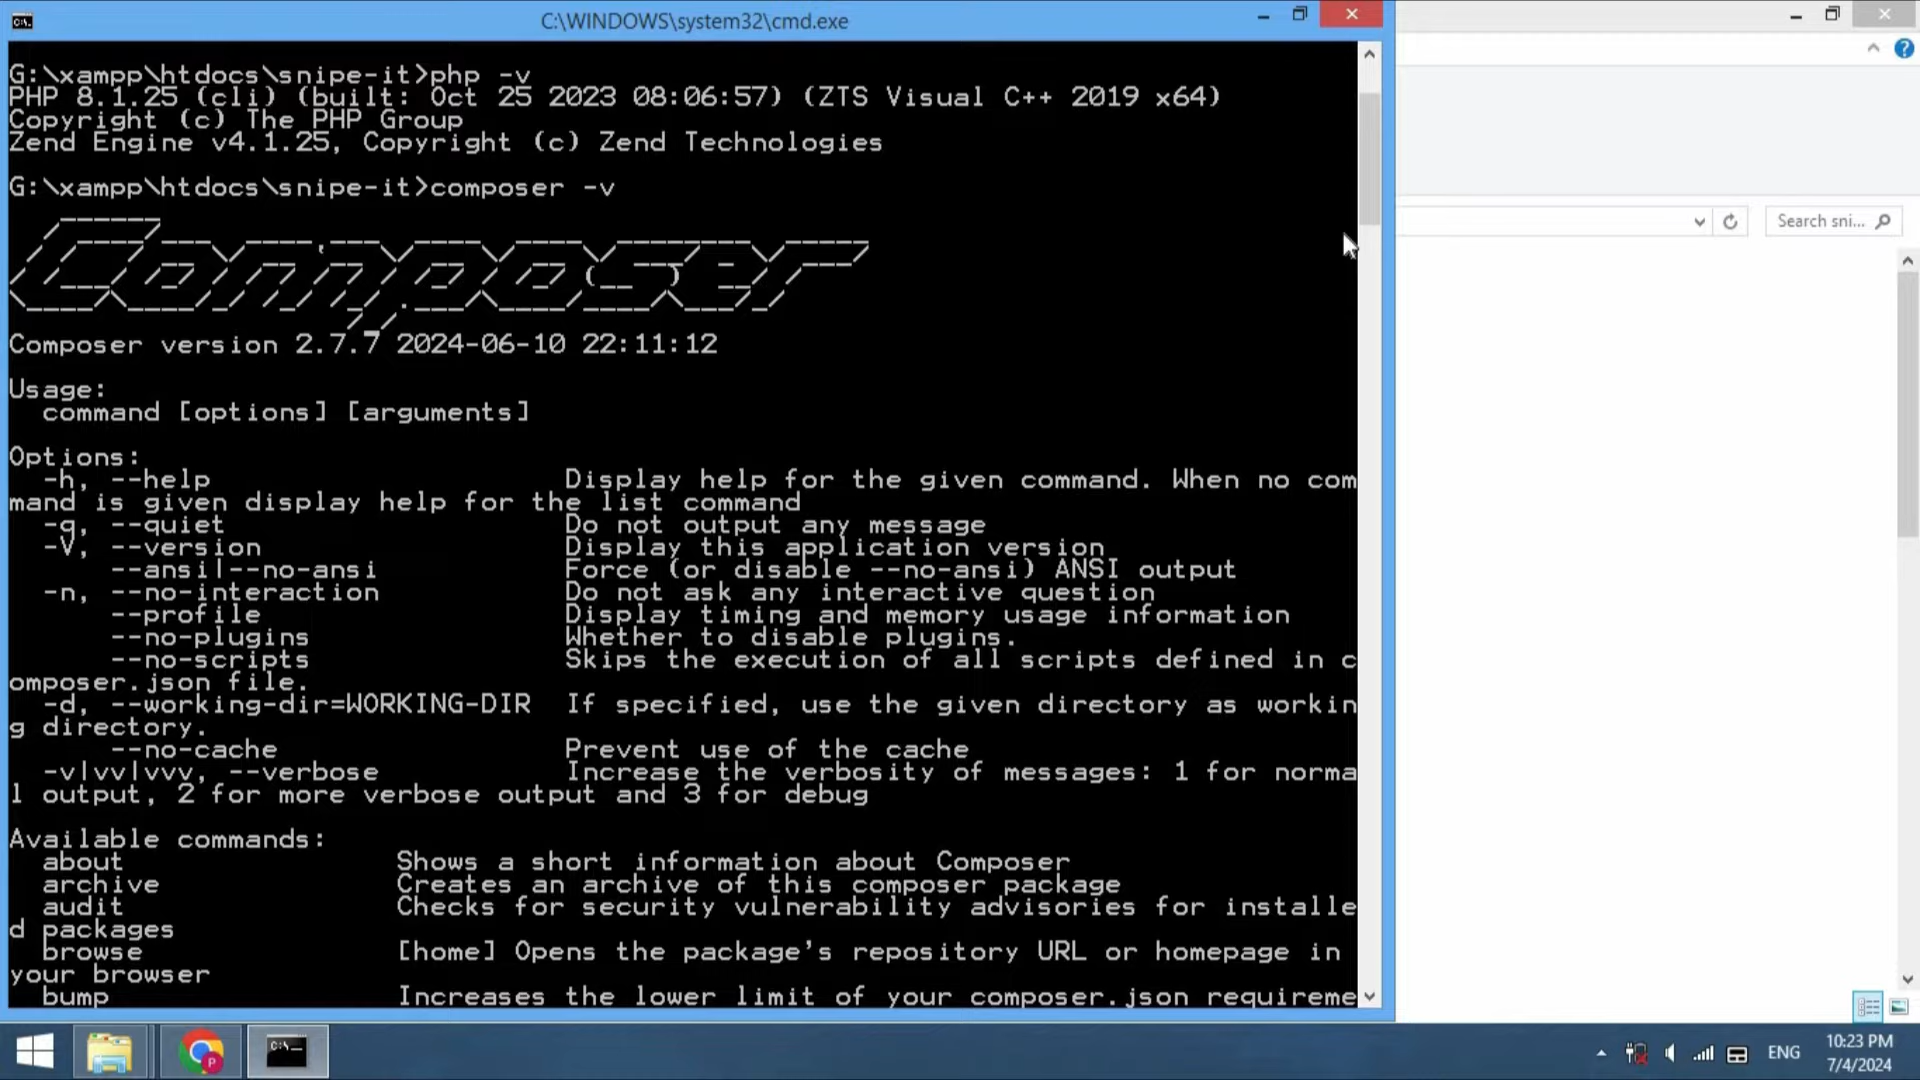 C:\WINDOWS\system32\cmd.exe
G:\xampp\htdocs\snipe-it>php -v
PHP 8.1.25 (cli) (built: Oct 25 2023 08:06:57) (ZTS Visual C++ 2019 x64)
Copyright (c) The PHP Group
Zend Engine v4.1.25, Copyright (c) Zend Technologies
G:\xampp\htdocs\snipe-it>composer -v
Composer
Composer version 2.7.7 2024-06-10 22:11:12
Usage:
command [options] [arguments]
Options:
-h, --help Display help for the given command. When no com
mand is given display help for the list command
-q, --quiet Do not output any message
-V, --version Display this application version
--ansi|--no-ansi Force (or disable --no-ansi) ANSI output
-n, --no-interaction Do not ask any interactive question
--profile Display timing and memory usage information
--no-plugins Whether to disable plugins.
--no-scripts Skips the execution of all scripts defined in c
omposer.json file.
-d, --working-dir=WORKING-DIR If specified, use the given directory as workin
g directory.
--no-cache Prevent use of the cache
-v|vv|vvv, --verbose Increase the verbosity of messages: 1 for norma
l output, 2 for more verbose output and 3 for debug
Available commands:
about Shows a short information about Composer
archive Creates an archive of this composer package
audit Checks for security vulnerability advisories for installe
d packages
browse [home] Opens the package's repository URL or homepage in
your browser
bump Increases the lower limit of your composer.json requireme
Search sni...
ENG
10:23 PM
7/4/2024